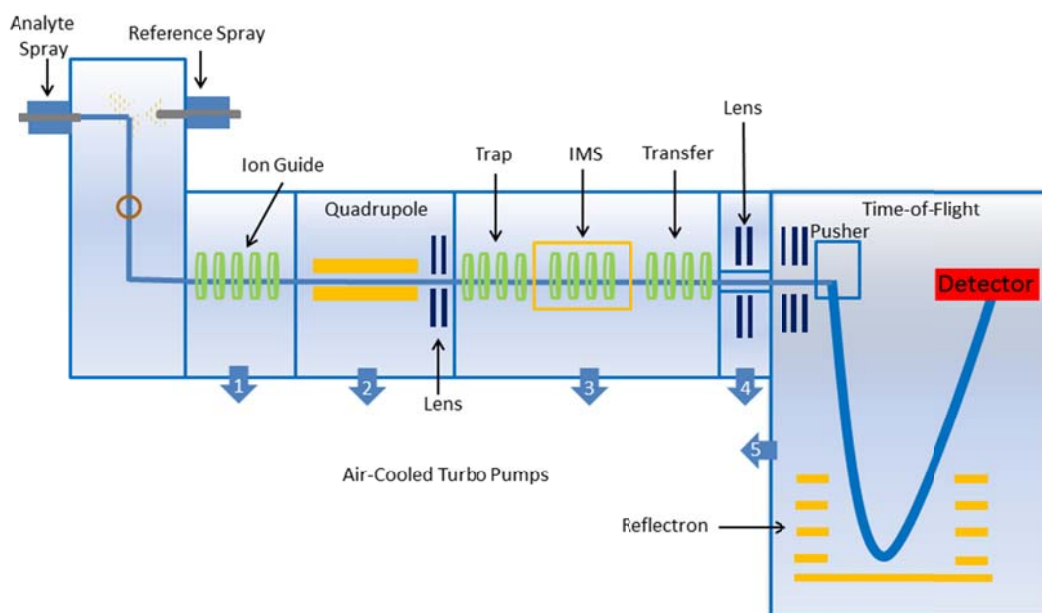 Analyte
Spray
Reference Spray
Ion Guide
Quadrupole
Trap
IMS
Transfer
Lens
Time-of-Flight
Pusher
Detector
1
2
3
4
Lens
5
Air-Cooled Turbo Pumps
Reflectron